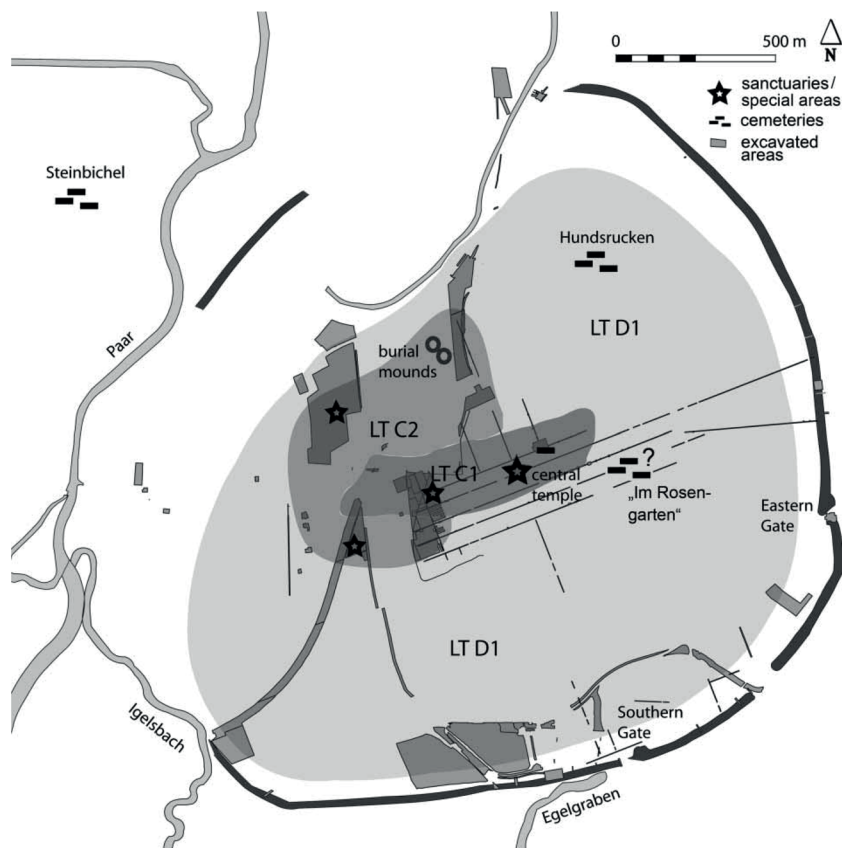 0 500 m
N
sanctuaries/
special areas
cemeteries
excavated
areas
Steinbichel
Hundsrucken
LT D1
Paar
burial
mounds
LT C2
LT C1
central
temple
?
„Im Rosen-
garten“
Eastern
Gate
LT D1
Igelsbach
Southern
Gate
Egelgraben